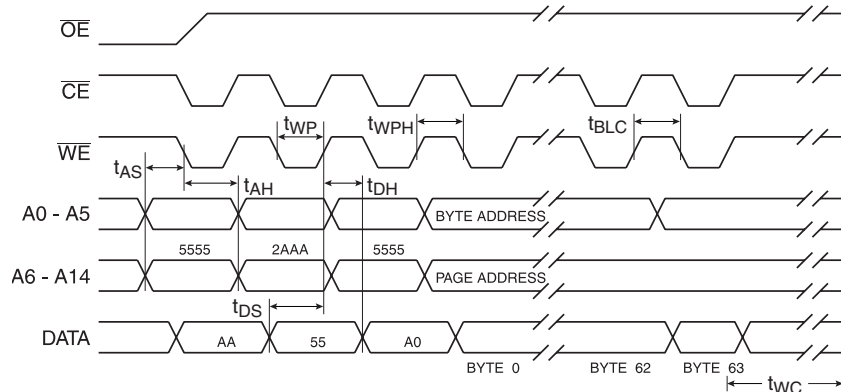 OE
CE
tWP tWPH tBLC
WE
tAS
tAH tDH
A0 - A5 BYTE ADDRESS
5555 2AAA 5555
A6 - A14 PAGE ADDRESS
tDS
DATA AA 55 A0
BYTE 0 BYTE 62 BYTE 63
tWC